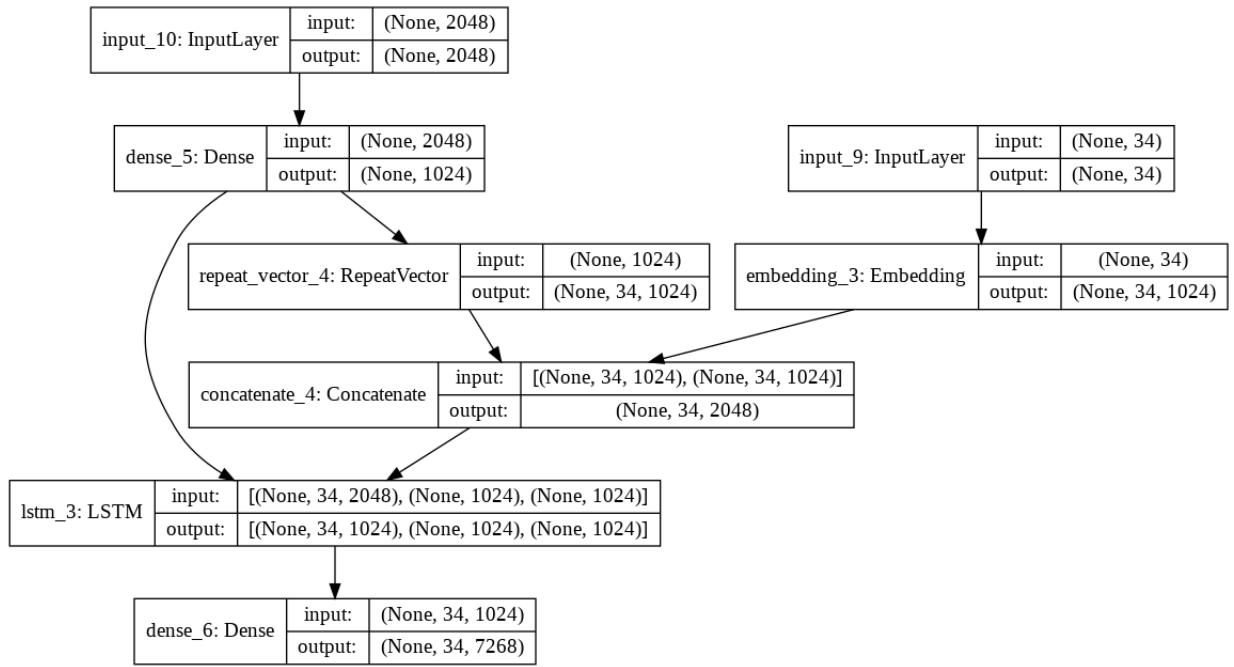 input_10: InputLayer
input: (None, 2048)
output: (None, 2048)
dense_5: Dense
input: (None, 2048)
output: (None, 1024)
input_9: InputLayer
input: (None, 34)
output: (None, 34)
repeat_vector_4: RepeatVector
input: (None, 1024)
output: (None, 34, 1024)
embedding_3: Embedding
input: (None, 34)
output: (None, 34, 1024)
concatenate_4: Concatenate
input: [(None, 34, 1024), (None, 34, 1024)]
output: (None, 34, 2048)
lstm_3: LSTM
input: [(None, 34, 2048), (None, 1024), (None, 1024)]
output: [(None, 34, 1024), (None, 1024), (None, 1024)]
dense_6: Dense
input: (None, 34, 1024)
output: (None, 34, 7268)